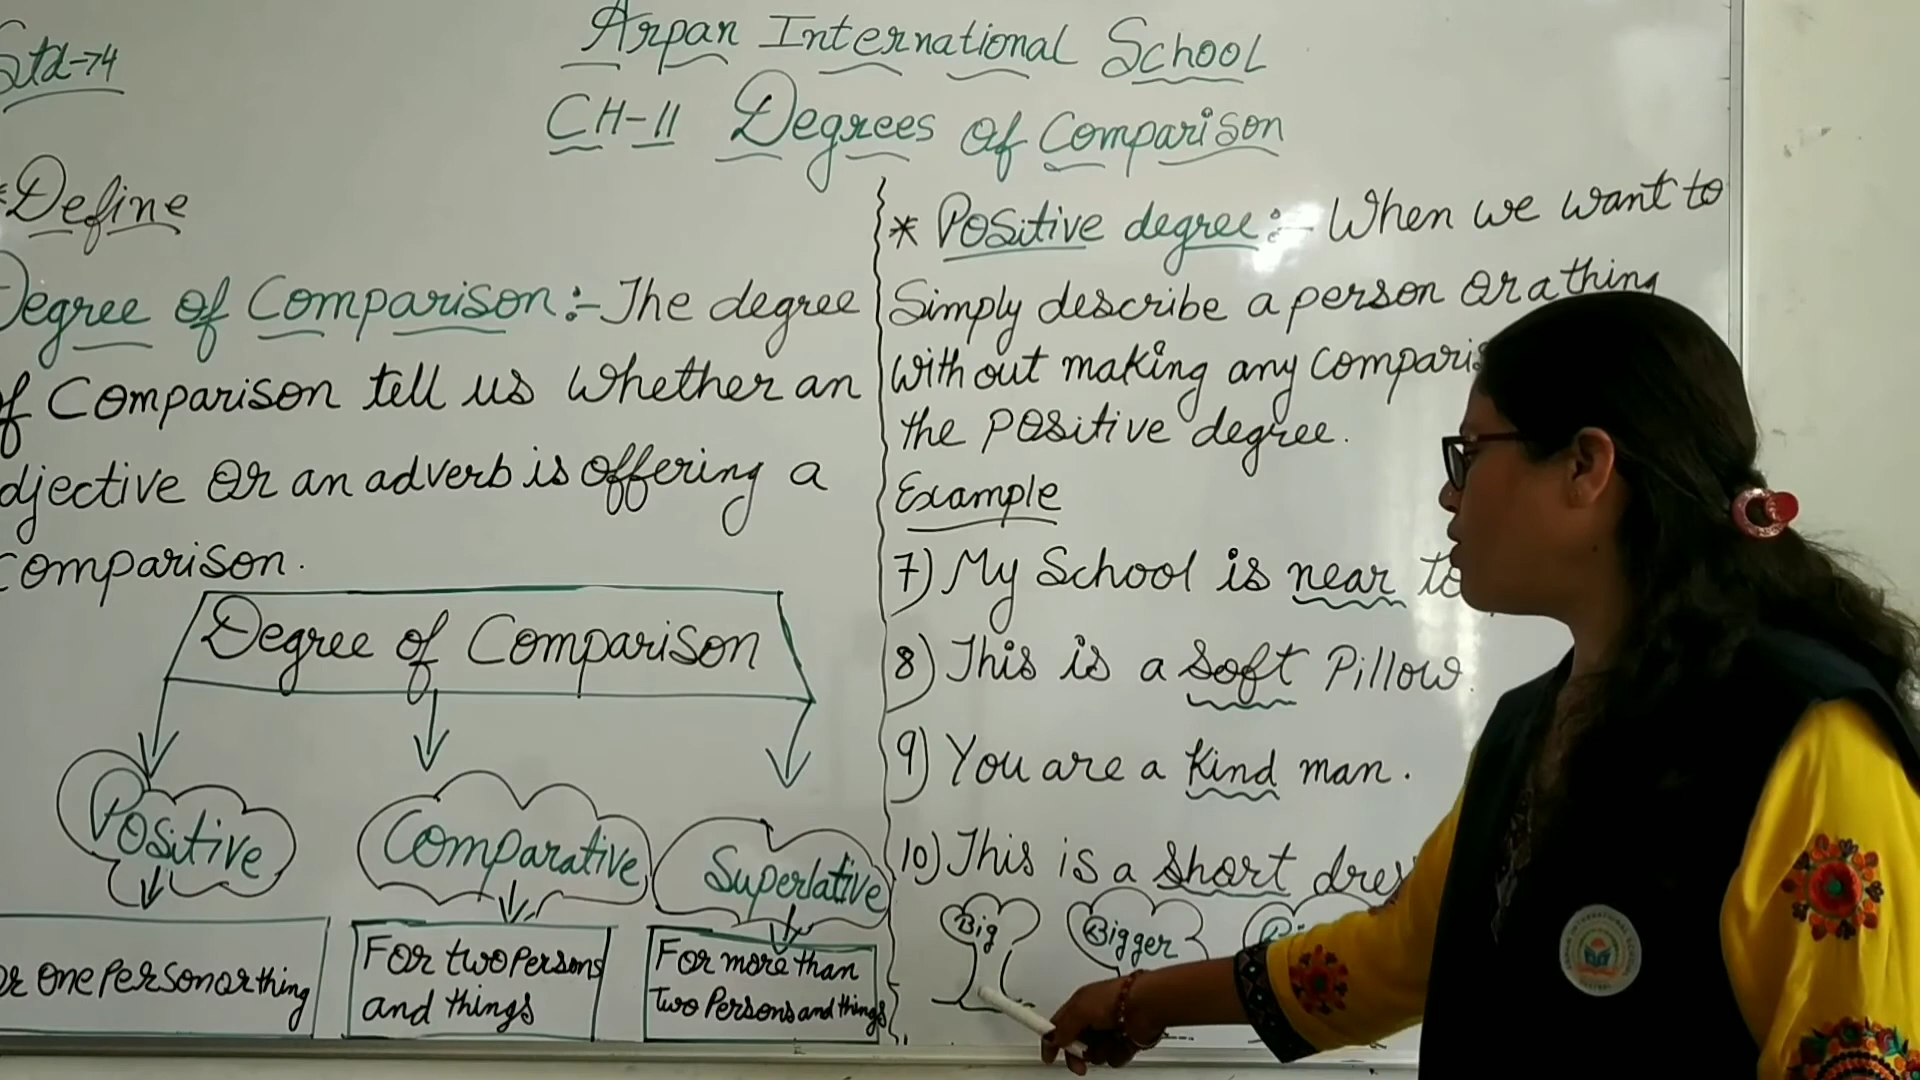 Std-74
Arpan International School
CH-11 Degrees of Comparison
*Define
Degree of Comparison:- The degree
of Comparison tell us whether an
djective or an adverb is offering a
comparison.
Degree of Comparison
Positive
Comparative
Superlative
or one person or thing
For two persons
and things
For more than
two Persons and things
* Positive degree:- When we want to
Simply describe a person or a thing
without making any comparis
the positive degree.
Example
7) My School is near to
8) This is a soft Pillow.
9) You are a kind man.
10) This is a short dres
Big
Bigger